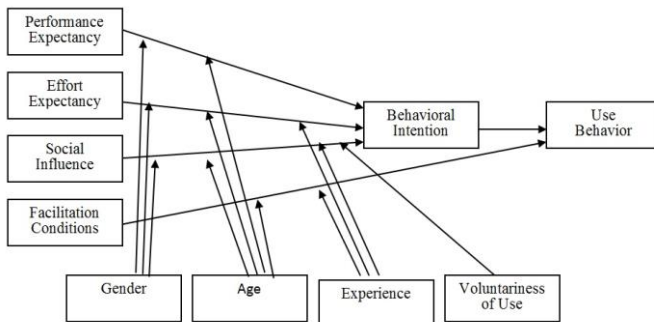 Performance
Expectancy
Effort
Expectancy
Social
Influence
Facilitation
Conditions
Behavioral
Intention
Use
Behavior
Gender
Age
Experience
Voluntariness
of Use